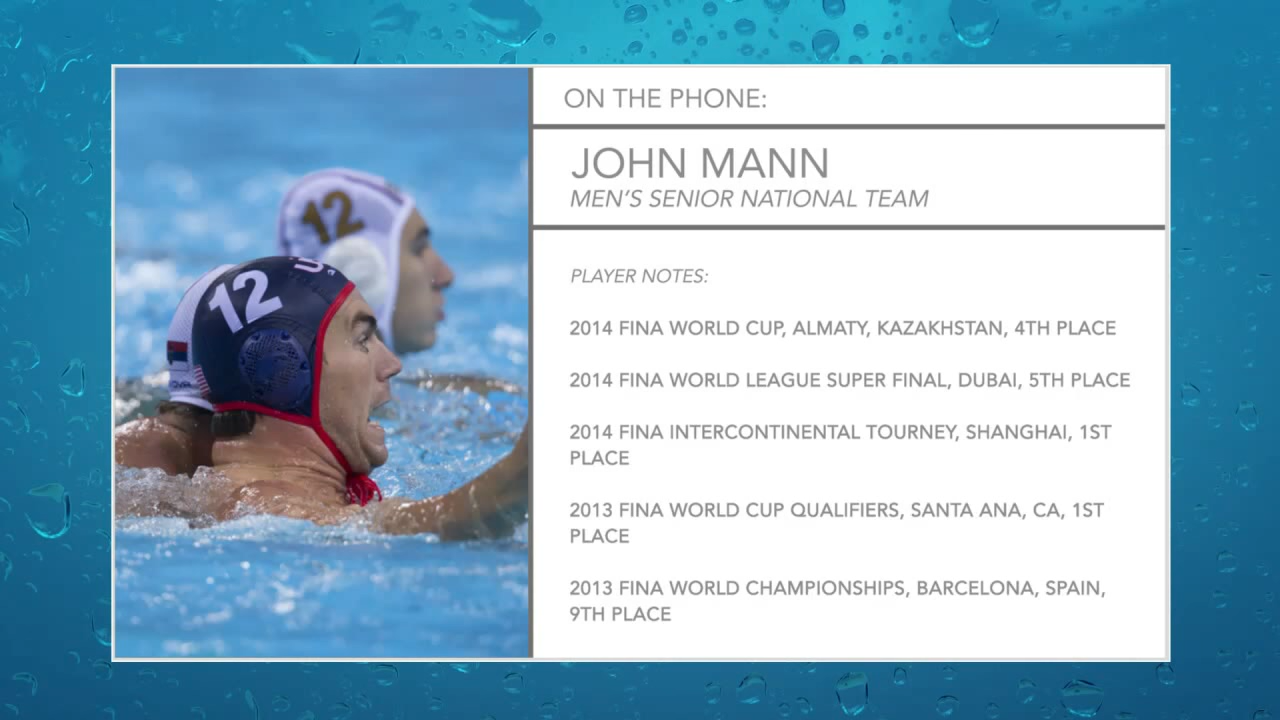 ON THE PHONE:
JOHN MANN
MEN'S SENIOR NATIONAL TEAM
PLAYER NOTES:
2014 FINA WORLD CUP, ALMATY, KAZAKHSTAN, 4TH PLACE
2014 FINA WORLD LEAGUE SUPER FINAL, DUBAI, 5TH PLACE
2014 FINA INTERCONTINENTAL TOURNEY, SHANGHAI, 1ST
PLACE
2013 FINA WORLD CUP QUALIFIERS, SANTA ANA, CA, 1ST
PLACE
2013 FINA WORLD CHAMPIONSHIPS, BARCELONA, SPAIN,
9TH PLACE
12
12